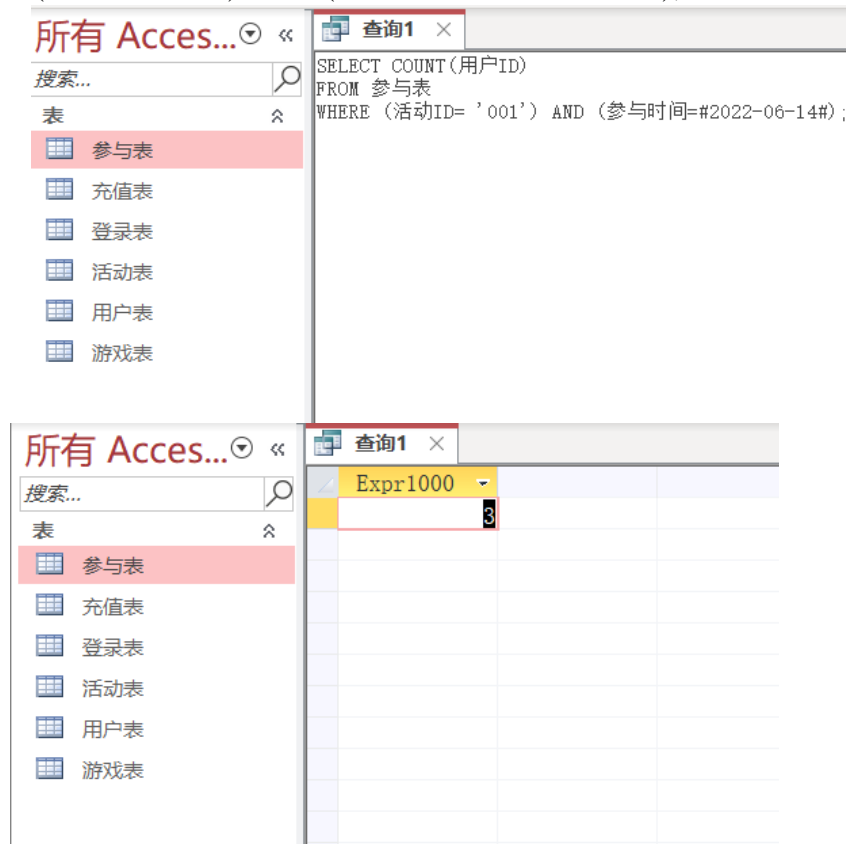 所有 Acces...
搜索...
表
参与表
充值表
登录表
活动表
用户表
游戏表
查询1
SELECT COUNT(用户ID)
FROM 参与表
WHERE (活动ID= '001') AND (参与时间=#2022-06-14#);
所有 Acces...
搜索...
表
参与表
充值表
登录表
活动表
用户表
游戏表
查询1
Expr1000
3